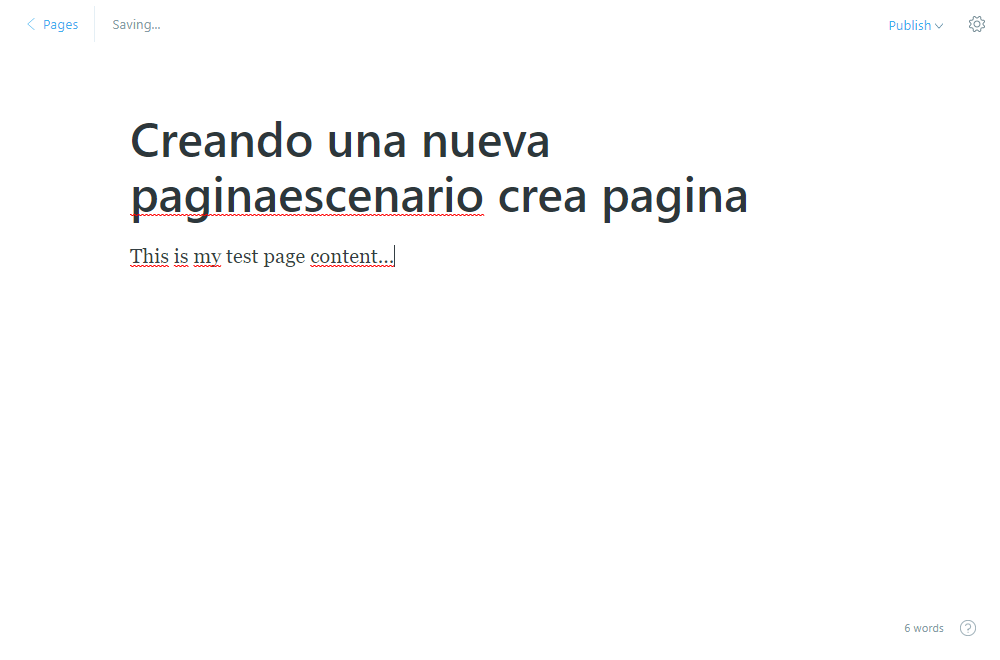 Pages
Saving...
Publish
Creando una nueva
paginaescenario crea pagina
This is my test page content...
6 words
?